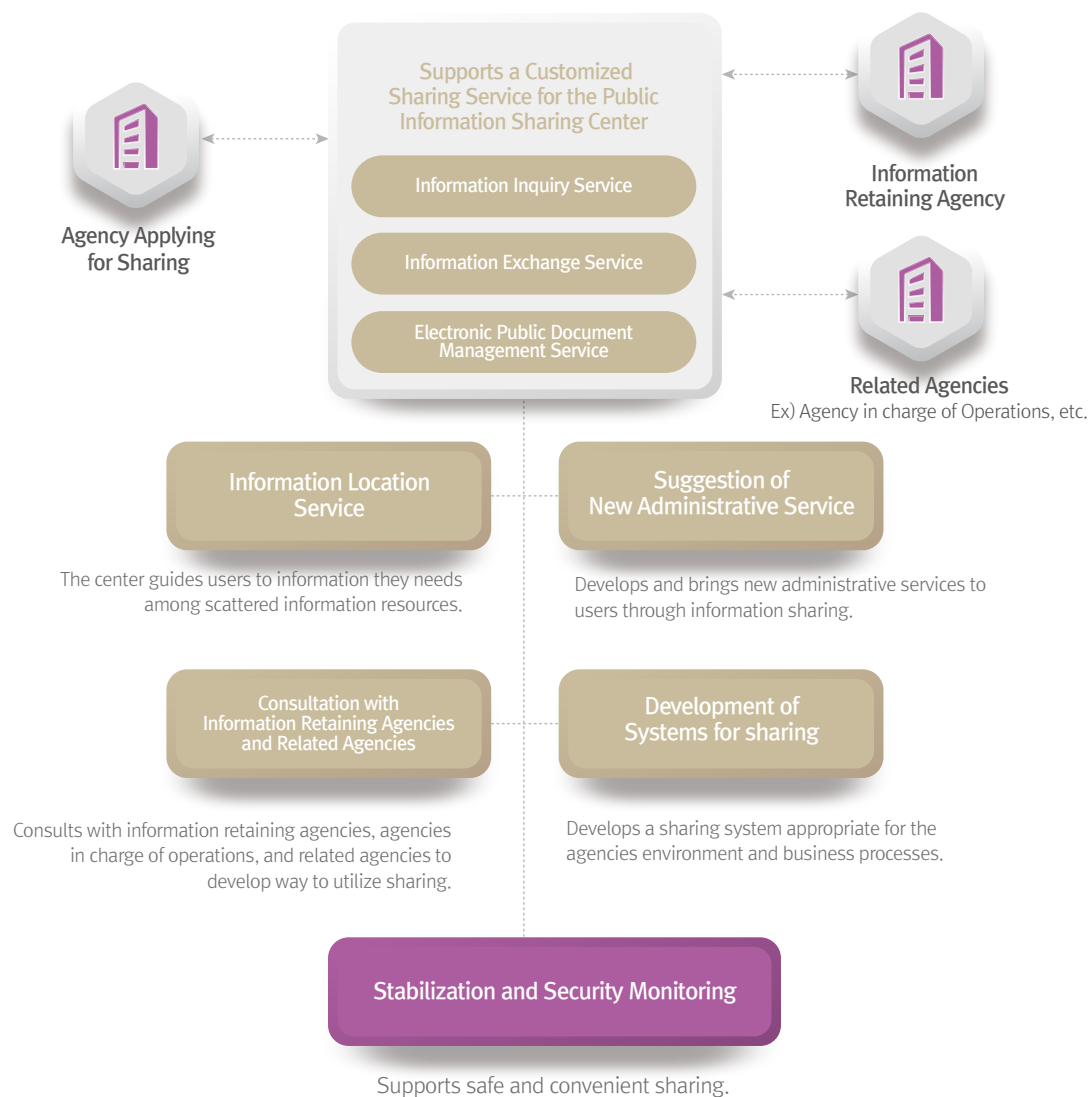 Supports a Customized
Sharing Service for the Public
Information Sharing Center
Information Inquiry Service
Information Exchange Service
Electronic Public Document
Management Service
Agency Applying
for Sharing
Information
Retaining Agency
Related Agencies
Ex) Agency in charge of Operations, etc.
Information Location
Service
The center guides users to information they needs
among scattered information resources.
Suggestion of
New Administrative Service
Develops and brings new administrative services to
users through information sharing.
Consultation with
Information Retaining Agencies
and Related Agencies
Consults with information retaining agencies, agencies
in charge of operations, and related agencies to
develop way to utilize sharing.
Development of
Systems for sharing
Develops a sharing system appropriate for the
agencies environment and business processes.
Stabilization and Security Monitoring
Supports safe and convenient sharing.